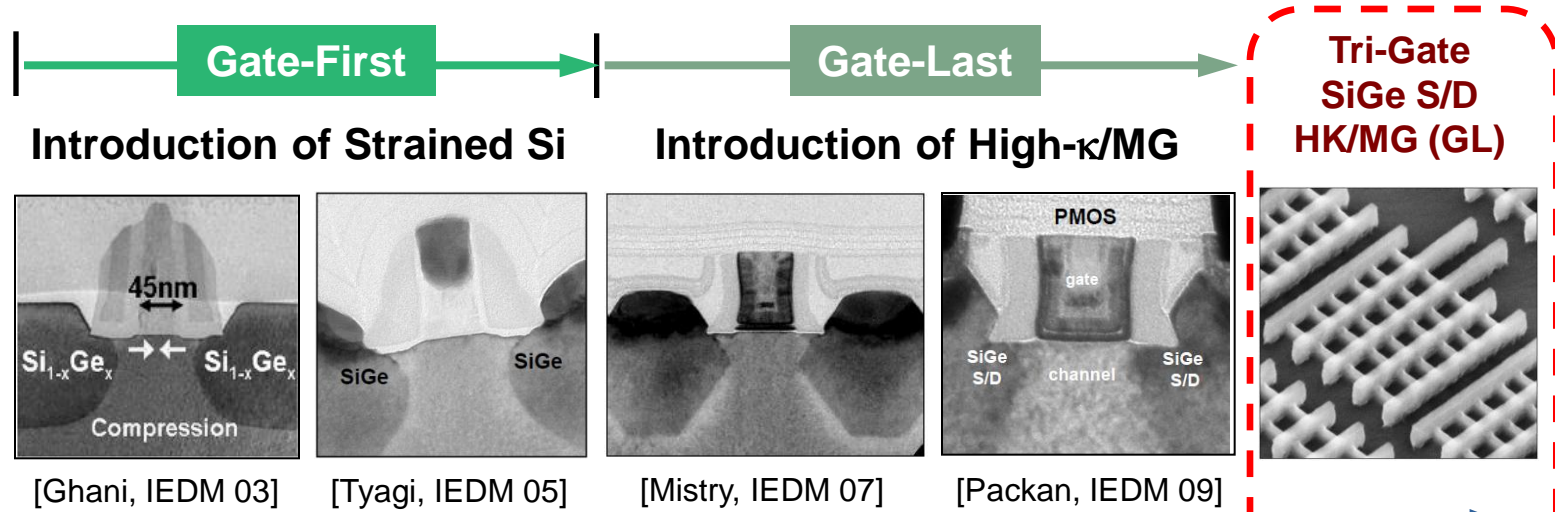 Gate-First
Gate-Last
Tri-Gate
SiGe S/D
HK/MG (GL)
Introduction of Strained Si
Introduction of High-κ/MG
45nm
Si1-xGex
Si1-xGex
Compression
SiGe
SiGe
PMOS
gate
SiGe
S/D
channel
SiGe
S/D
[Ghani, IEDM 03]
[Tyagi, IEDM 05]
[Mistry, IEDM 07]
[Packan, IEDM 09]